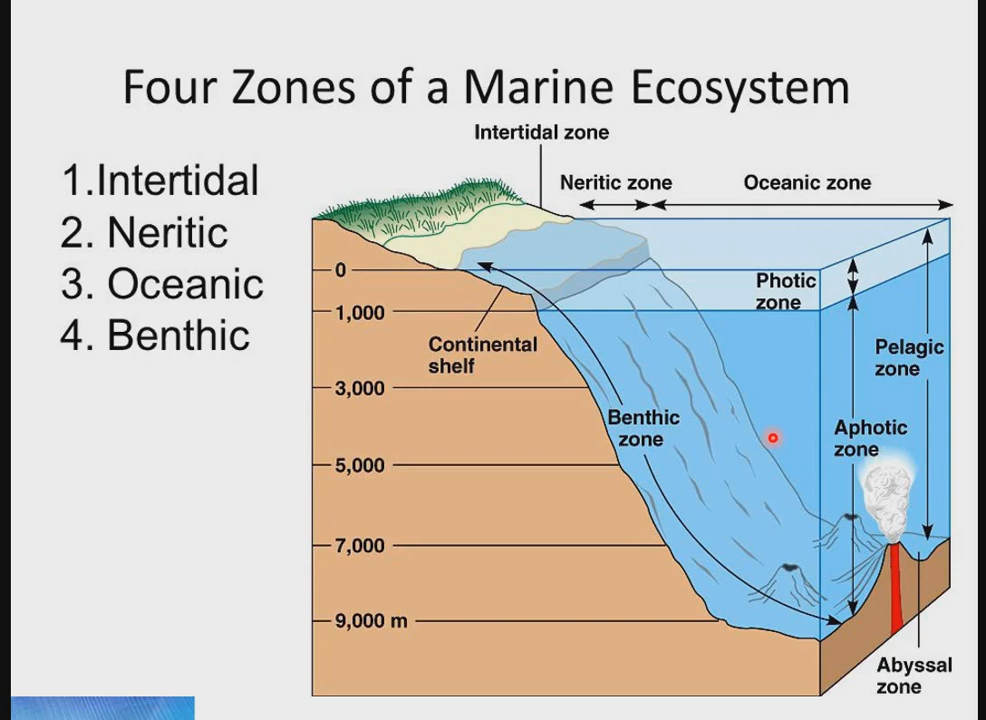 Four Zones of a Marine Ecosystem
1.Intertidal
2. Neritic
3. Oceanic
4. Benthic
Intertidal zone
Neritic zone
Oceanic zone
0
1,000
3,000
5,000
7,000
9,000 m
Continental
shelf
Benthic
zone
Photic
zone
Pelagic
zone
Aphotic
zone
Abyssal
zone